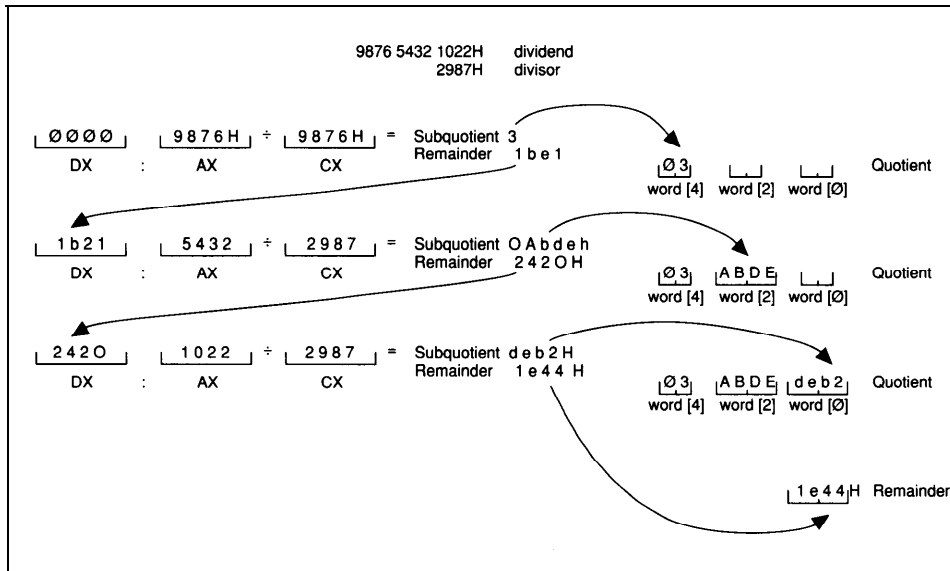 9876 5432 1022H dividend
2987H divisor
ØØØØ 9876H ÷ 9876H = Subquotient 3
Remainder 1be1
DX : AX CX
Ø3 Quotient
word [4] word [2] word [Ø]
1b21 5432 ÷ 2987 = Subquotient OAbdeh
Remainder 242OH
DX : AX CX
Ø3 ABDE Quotient
word [4] word [2] word [Ø]
242O 1022 ÷ 2987 = Subquotient deb2H
Remainder 1e44 H
DX : AX CX
Ø3 ABDE deb2 Quotient
word [4] word [2] word [Ø]
1e44H Remainder